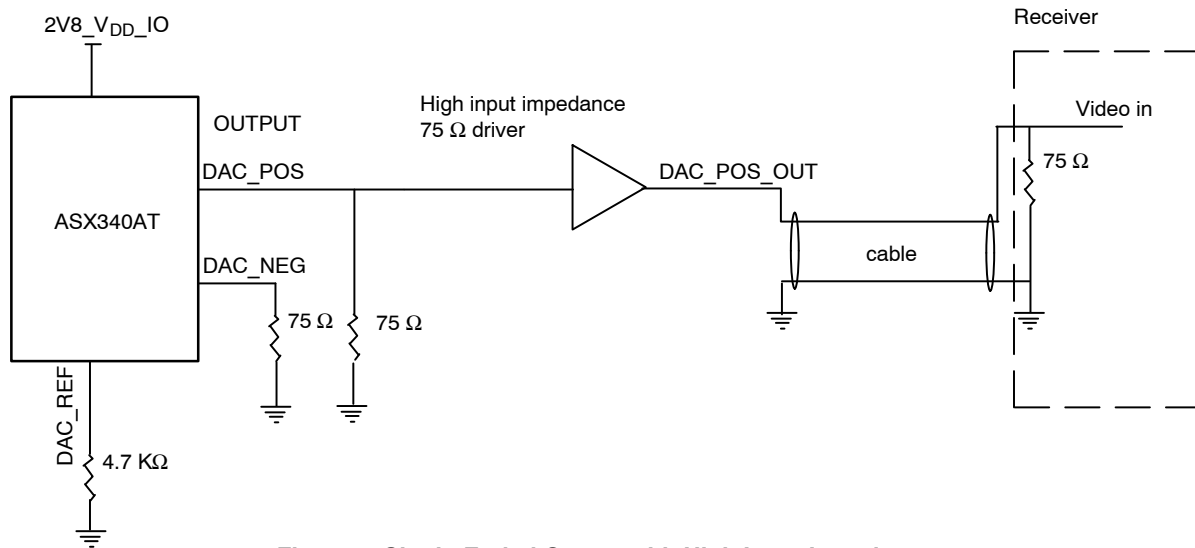 2V8_VDD_IO
Receiver
High input impedance
75 Ω driver
Video in
OUTPUT
DAC_POS
DAC_POS_OUT
75 Ω
ASX340AT
cable
DAC_NEG
75 Ω
75 Ω
DAC_REF
4.7 KΩ